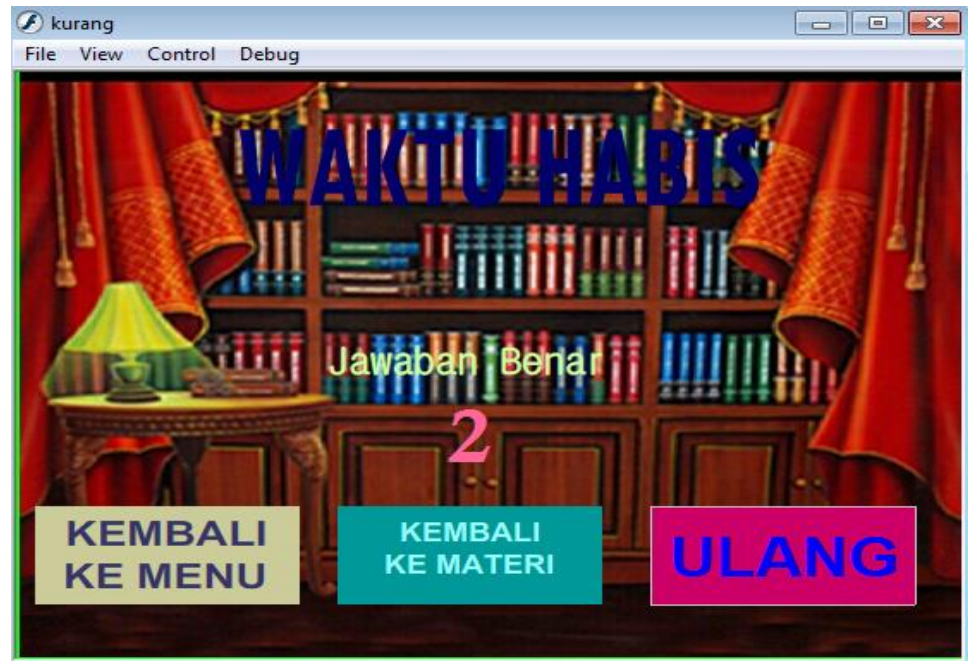 kurang
File View Control Debug
WAKTU HABIS
Jawaban Benar
2
KEMBALI
KE MENU
KEMBALI
KE MATERI
ULANG